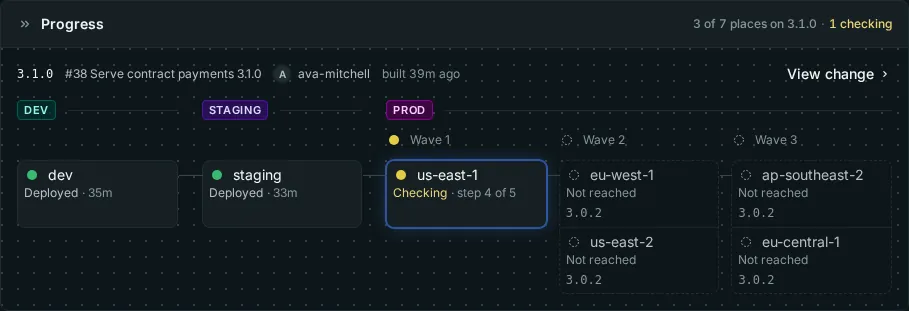 Progress
3 of 7 places on 3.1.0 · 1 checking
3.1.0 #38 Serve contract payments 3.1.0 A ava-mitchell built 39m ago
View change
DEV
STAGING
PROD
Wave 1
Wave 2
Wave 3
dev
Deployed · 35m
staging
Deployed · 33m
us-east-1
Checking · step 4 of 5
eu-west-1
Not reached
3.0.2
us-east-2
Not reached
3.0.2
ap-southeast-2
Not reached
3.0.2
eu-central-1
Not reached
3.0.2